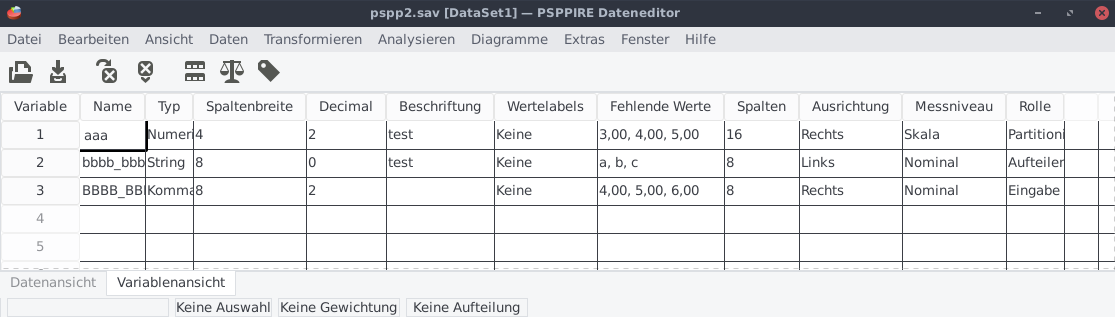 pspp2.sav [DataSet1] — PSPPIRE Dateneditor
Datei Bearbeiten Ansicht Daten Transformieren Analysieren Diagramme Extras Fenster Hilfe
Variable Name Typ Spaltenbreite Decimal Beschriftung Wertelabels Fehlende Werte Spalten Ausrichtung Messniveau Rolle
1 aaa Numeri 4 2 test Keine 3,00, 4,00, 5,00 16 Rechts Skala Partitioni
2 bbbb_bbb String 8 0 test Keine a, b, c 8 Links Nominal Aufteilen
3 BBBB_BB Komma 8 2 Keine 4,00, 5,00, 6,00 8 Rechts Nominal Eingabe
4
5
Datenansicht Variablenansicht
Keine Auswahl Keine Gewichtung Keine Aufteilung